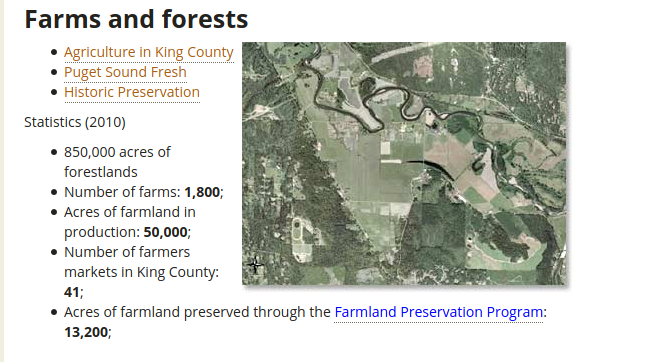 Farms and forests
Agriculture in King County
Puget Sound Fresh
Historic Preservation
Statistics (2010)
850,000 acres of
forestlands
Number of farms: 1,800;
Acres of farmland in
production: 50,000;
Number of farmers
markets in King County:
41;
Acres of farmland preserved through the Farmland Preservation Program:
13,200;